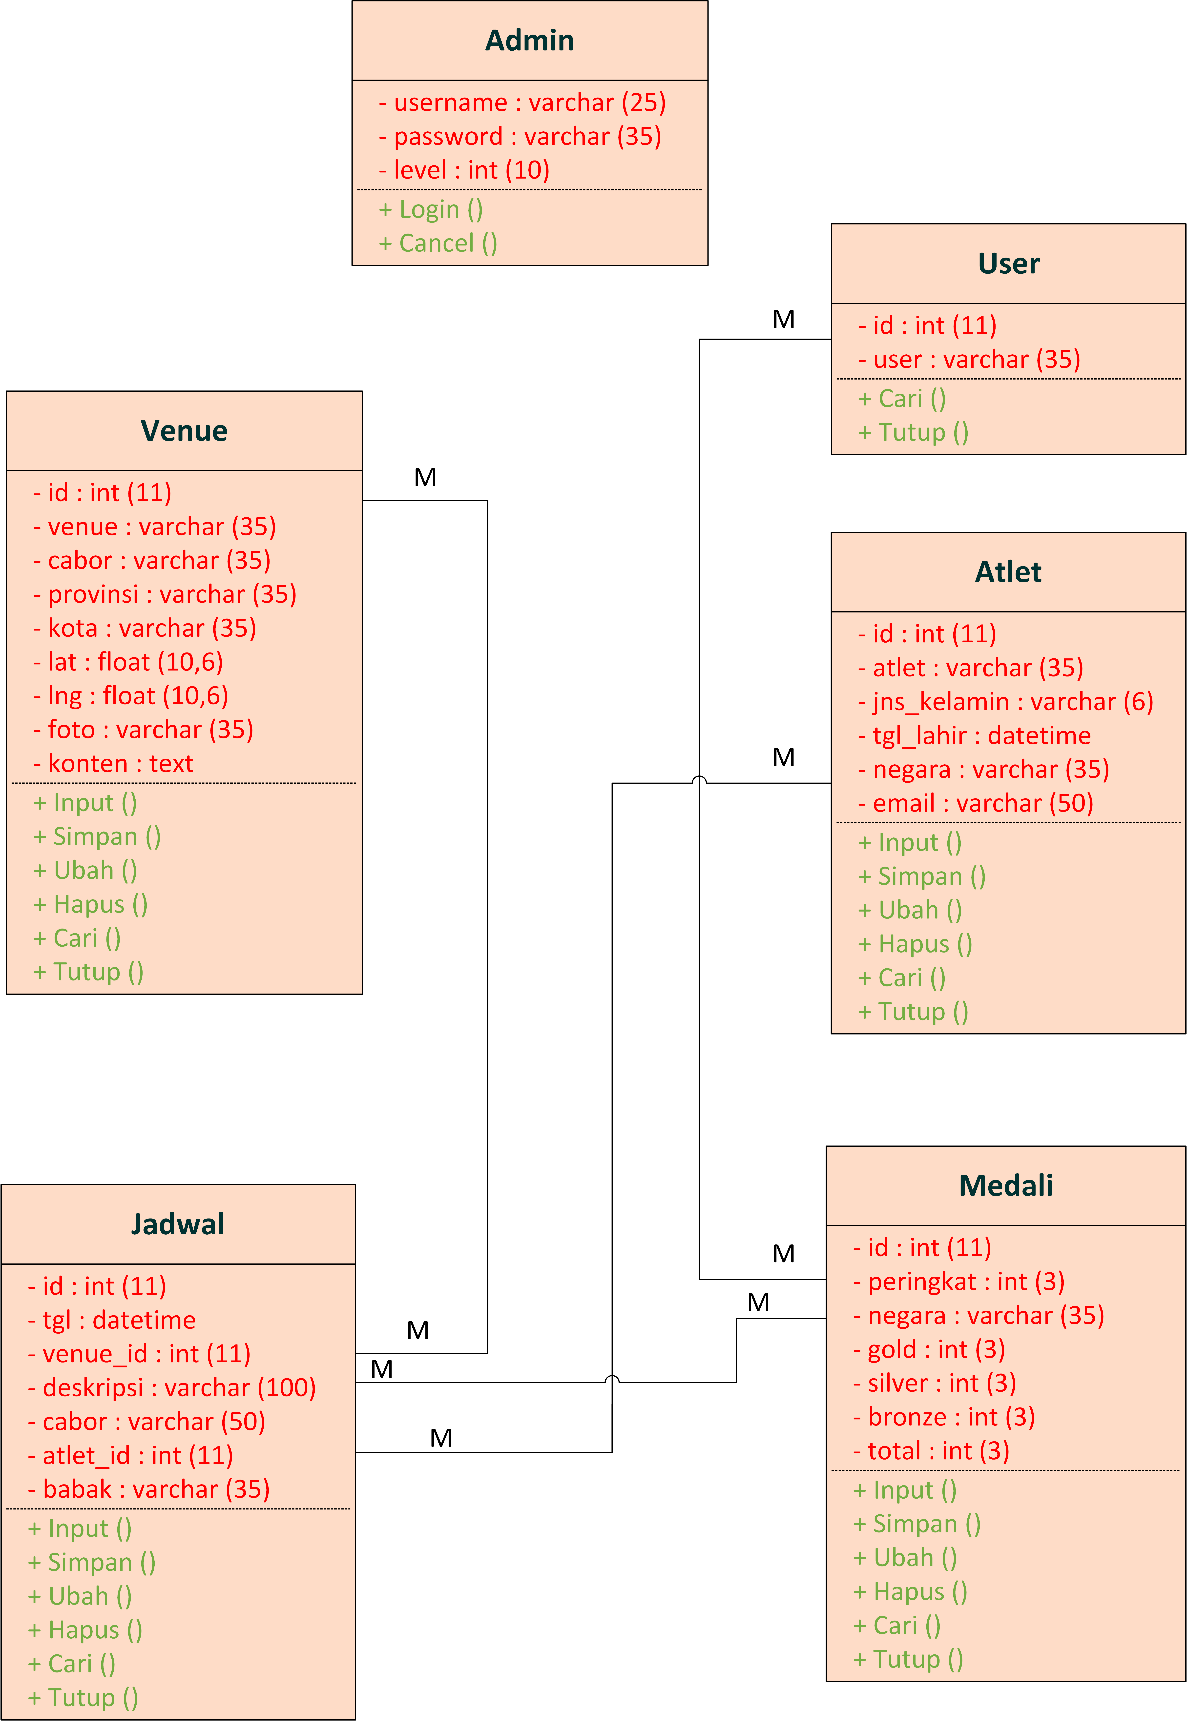 Admin
- username : varchar (25)
- password : varchar (35)
- level : int (10)
+ Login ()
+ Cancel ()
User
- id : int (11)
- user : varchar (35)
+ Cari ()
+ Tutup ()
M
Venue
- id : int (11)
- venue : varchar (35)
- cabor : varchar (35)
- provinsi : varchar (35)
- kota : varchar (35)
- lat : float (10,6)
- lng : float (10,6)
- foto : varchar (35)
- konten : text
+ Input ()
+ Simpan ()
+ Ubah ()
+ Hapus ()
+ Cari ()
+ Tutup ()
M
Atlet
- id : int (11)
- atlet : varchar (35)
- jns_kelamin : varchar (6)
- tgl_lahir : datetime
- negara : varchar (35)
- email : varchar (50)
+ Input ()
+ Simpan ()
+ Ubah ()
+ Hapus ()
+ Cari ()
+ Tutup ()
M
Jadwal
- id : int (11)
- tgl : datetime
- venue_id : int (11)
- deskripsi : varchar (100)
- cabor : varchar (50)
- atlet_id : int (11)
- babak : varchar (35)
+ Input ()
+ Simpan ()
+ Ubah ()
+ Hapus ()
+ Cari ()
+ Tutup ()
M
M
M
Medali
- id : int (11)
- peringkat : int (3)
- negara : varchar (35)
- gold : int (3)
- silver : int (3)
- bronze : int (3)
- total : int (3)
+ Input ()
+ Simpan ()
+ Ubah ()
+ Hapus ()
+ Cari ()
+ Tutup ()
M
M